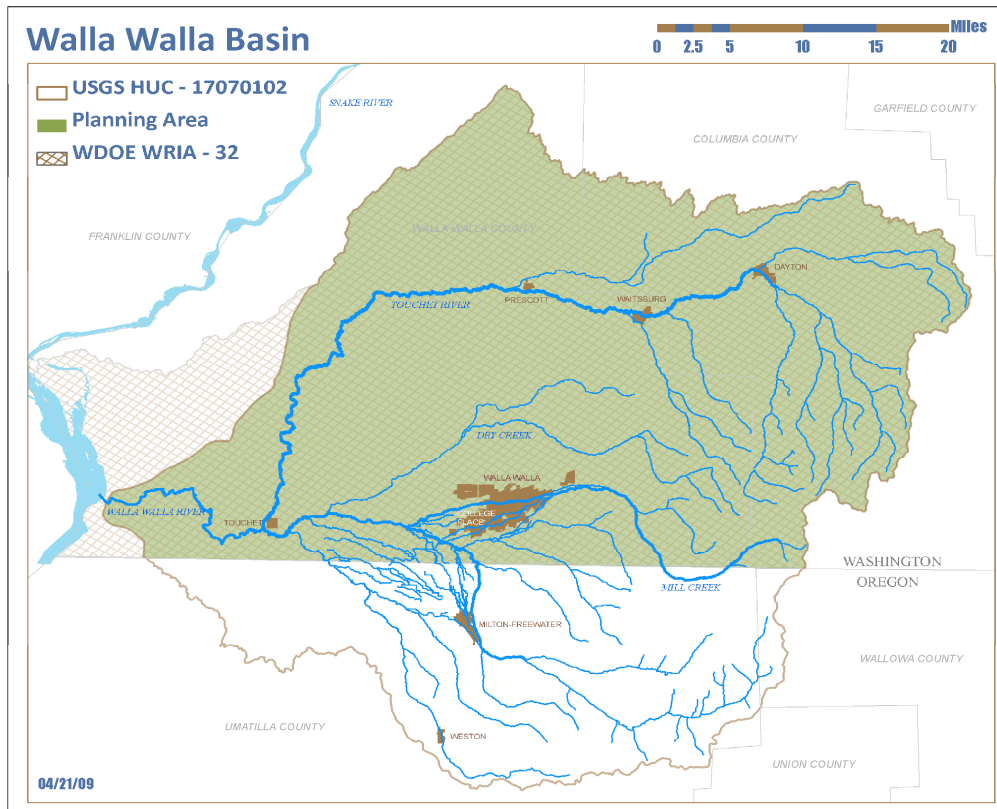 Walla Walla Basin
Miles
0 2.5 5 10 15 20
USGS HUC - 17070102
Planning Area
WDOE WRIA - 32
SNAKE RIVER
GARFIELD COUNTY
COLUMBIA COUNTY
FRANKLIN COUNTY
WALLA WALLA COUNTY
DAYTON
TOUCHET RIVER
PRESCOTT
WAITSBURG
DRY CREEK
WALLA WALLA
WALLA WALLA RIVER
TOUCHET
COLLEGE
PLACE
WASHINGTON
OREGON
MILL CREEK
MILTON-FREEWATER
WALLOWA COUNTY
UMATILLA COUNTY
WESTON
UNION COUNTY
04/21/09